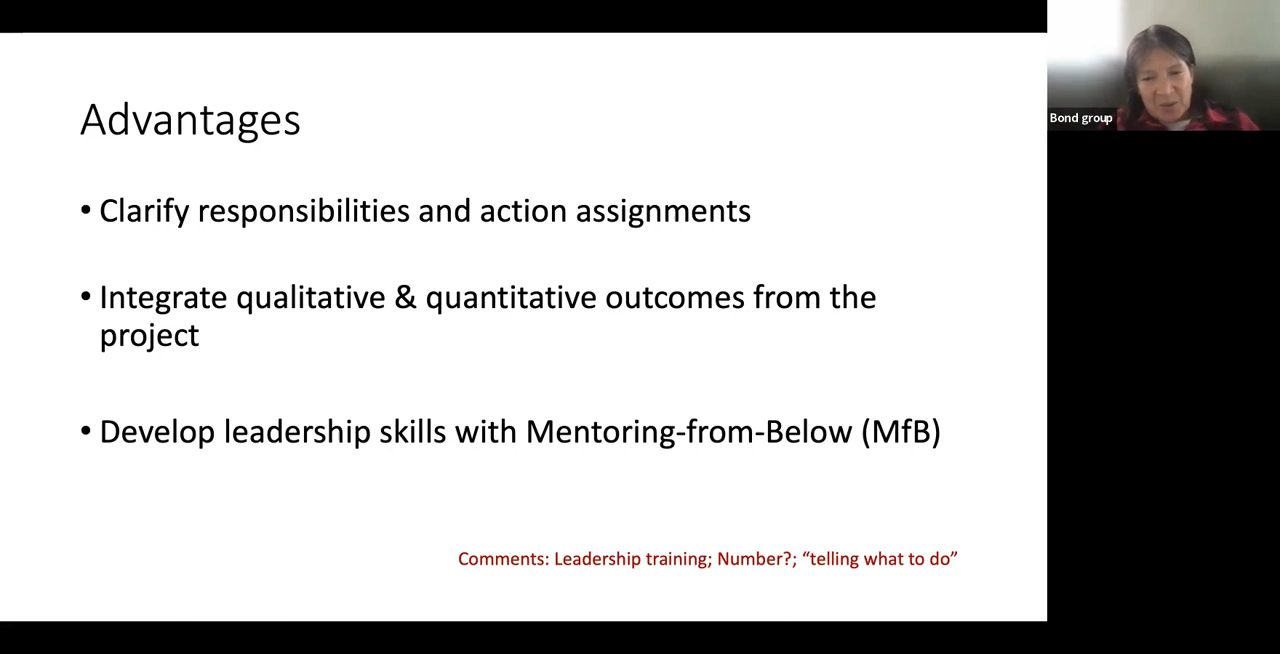 Advantages
• Clarify responsibilities and action assignments
• Integrate qualitative & quantitative outcomes from the
project
• Develop leadership skills with Mentoring-from-Below (MfB)
Comments: Leadership training; Number?; “telling what to do”
Bond group